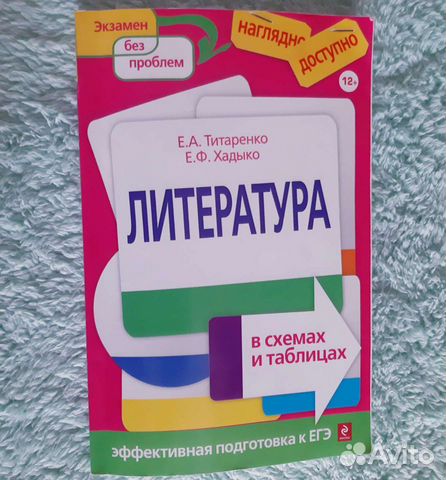 Экзамен
без
проблем
наглядно
доступно
12+
Е.А. Титаренко
Е.Ф. Хадыко
ЛИТЕРАТУРА
в схемах
и таблицах
эффективная подготовка к ЕГЭ
Avito